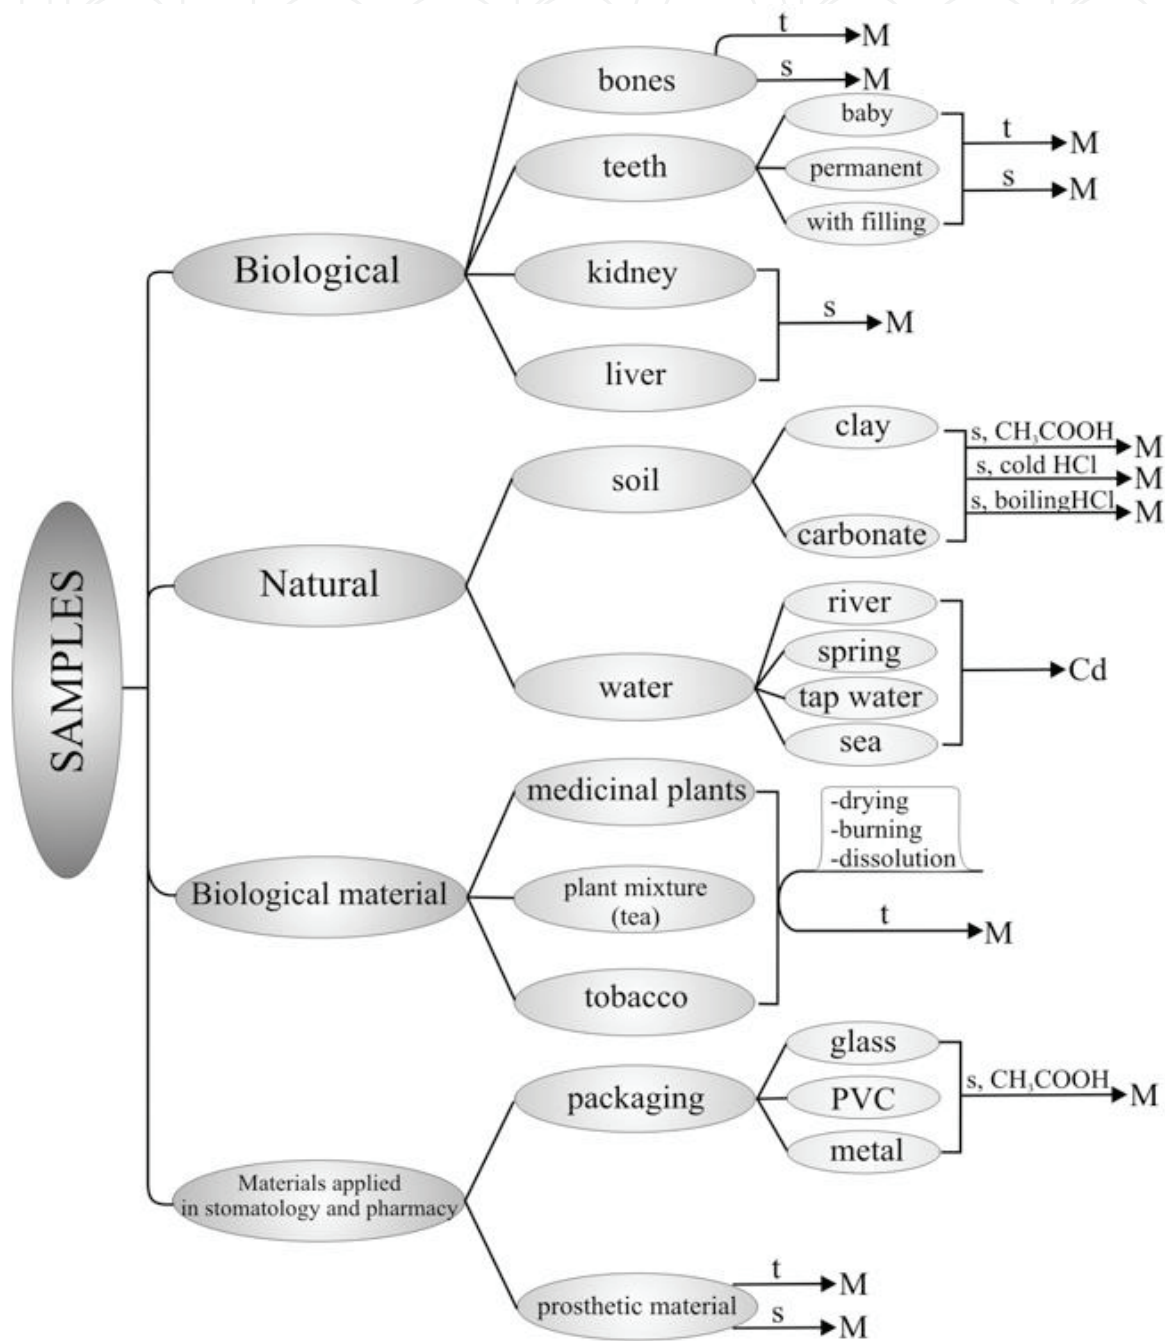 SAMPLES
Biological
bones
t
M
s
M
teeth
baby
permanent
with filling
t
M
s
M
kidney
liver
s
M
Natural
soil
clay
carbonate
s, CH₃COOH
M
s, cold HCl
M
s, boilingHCl
M
water
river
spring
tap water
sea
Cd
Biological material
medicinal plants
plant mixture
(tea)
tobacco
-drying
-burning
-dissolution
t
M
Materials applied
in stomatology and pharmacy
packaging
glass
PVC
metal
s, CH₃COOH
M
prosthetic material
t
M
s
M